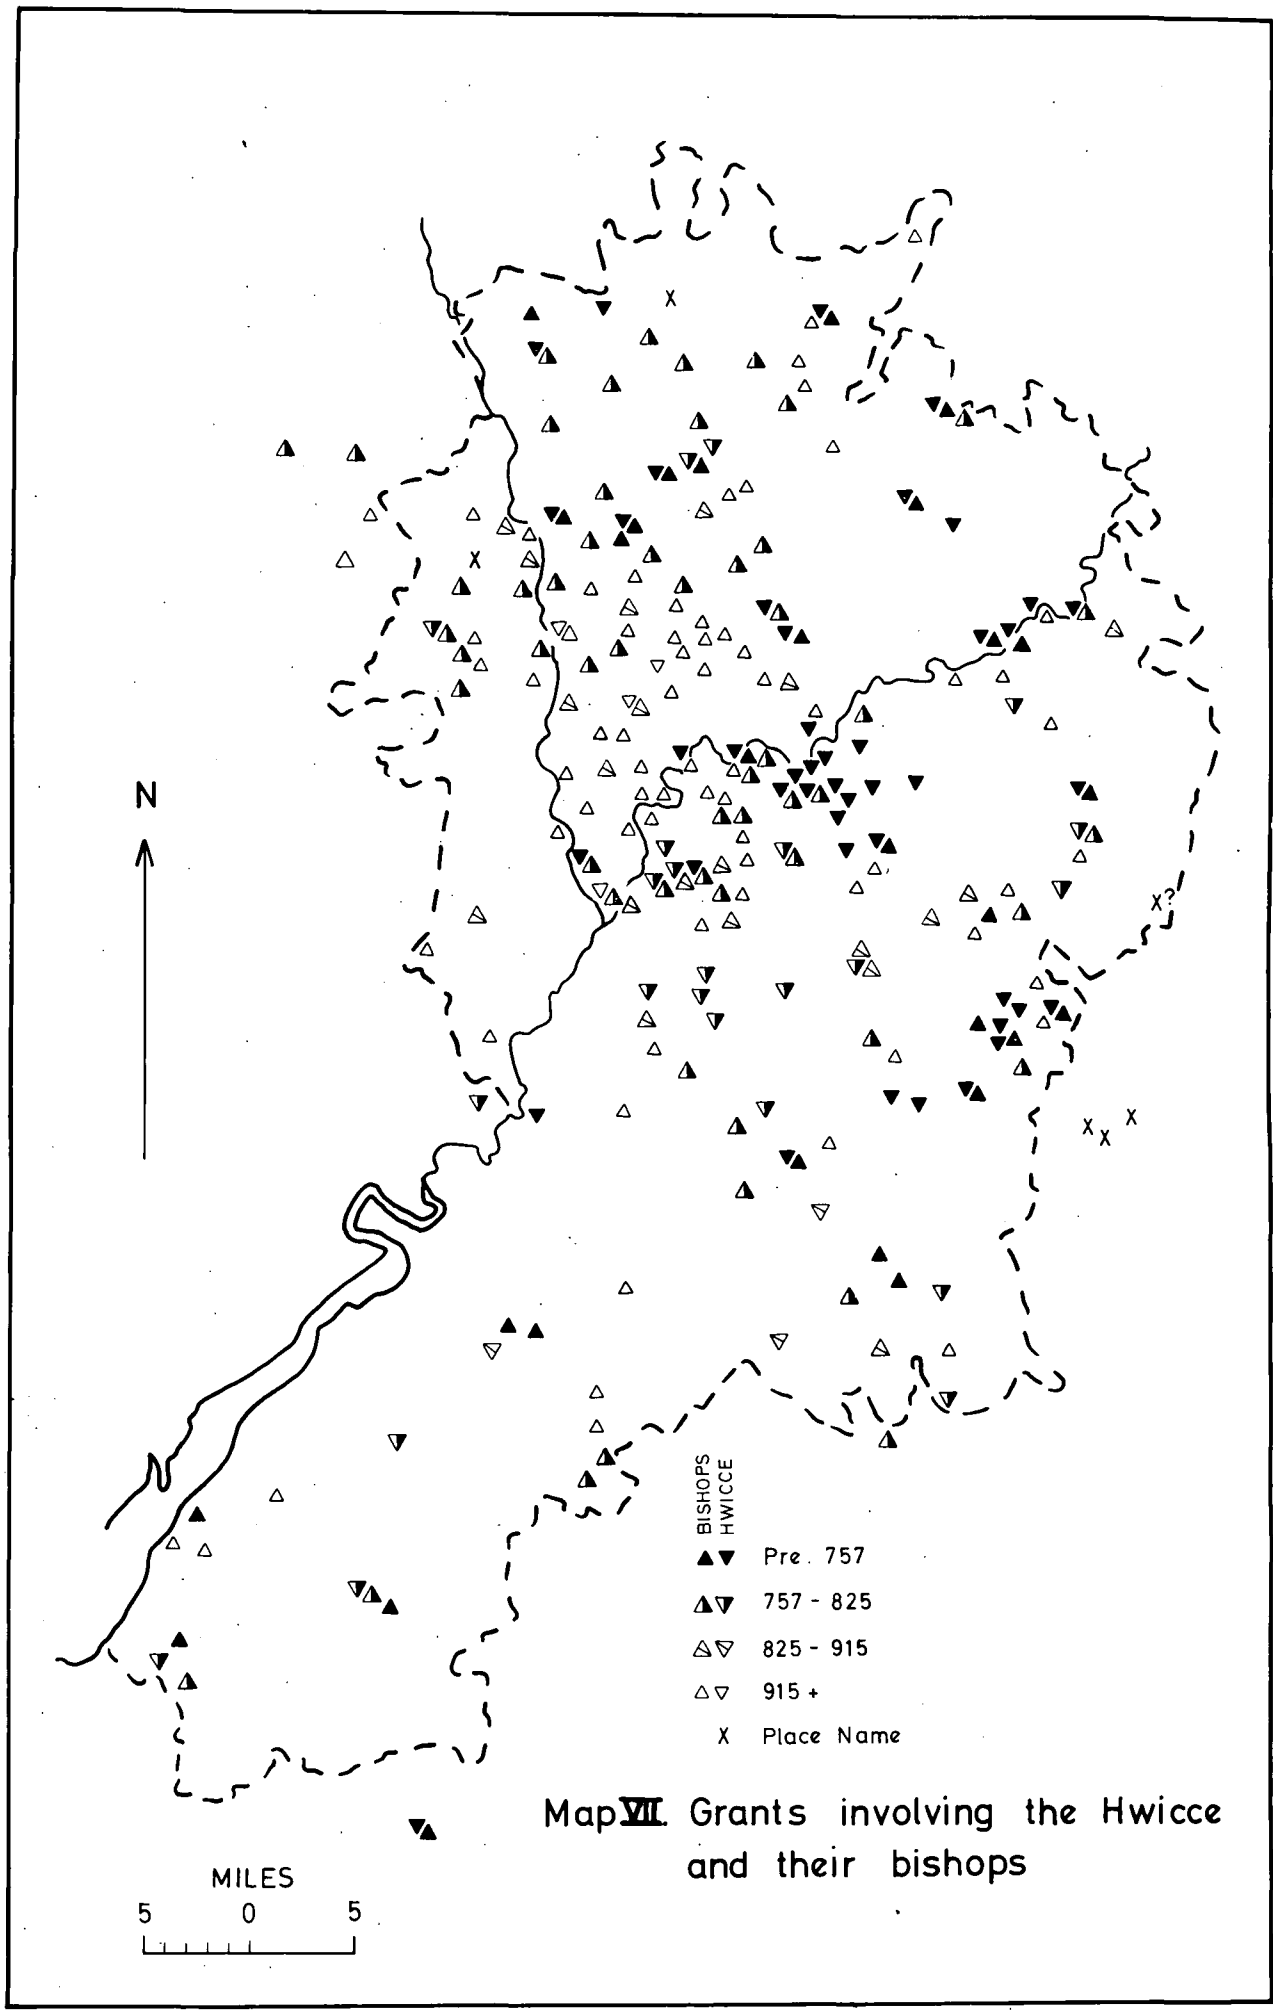 N
X
X
X?
X
X
X
BISHOPS
HWICCE
Pre. 757
757 - 825
825 - 915
915 +
X Place Name
Map VII. Grants involving the Hwicce
and their bishops
MILES
5 0 5